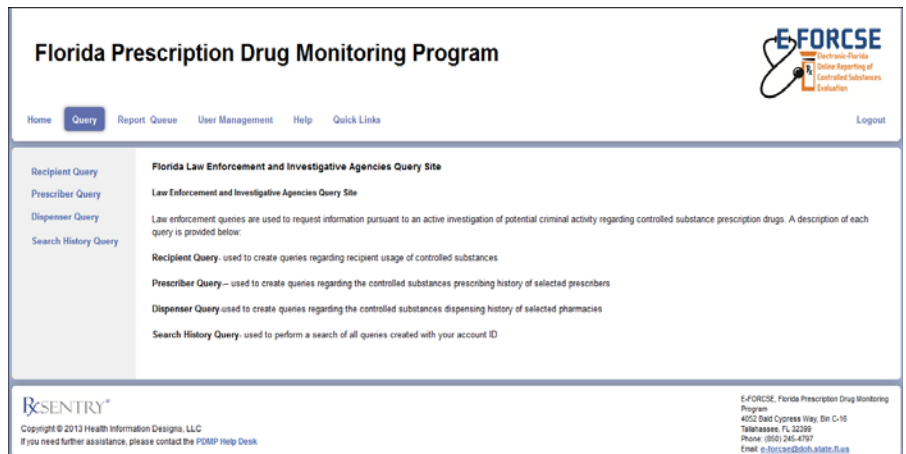 Florida Prescription Drug Monitoring Program
E-FORCSE
Electronic-Florida
Online Reporting of
Controlled Substances
Evaluation
Rx
Home Query Report Queue User Management Help Quick Links Logout
Recipient Query
Prescriber Query
Dispenser Query
Search History Query
Florida Law Enforcement and Investigative Agencies Query Site
Law Enforcement and Investigative Agencies Query Site
Law enforcement queries are used to request information pursuant to an active investigation of potential criminal activity regarding controlled substance prescription drugs. A description of each
query is provided below:
Recipient Query- used to create queries regarding recipient usage of controlled substances
Prescriber Query– used to create queries regarding the controlled substances prescribing history of selected prescribers
Dispenser Query-used to create queries regarding the controlled substances dispensing history of selected pharmacies
Search History Query- used to perform a search of all queries created with your account ID
RxSENTRY®
Copyright © 2013 Health Information Designs, LLC
If you need further assistance, please contact the PDMP Help Desk
E-FORCSE, Florida Prescription Drug Monitoring
Program
4052 Bald Cypress Way, Bin C-16
Tallahassee, FL 32399
Phone: (850) 245-4797
Email: e-forcse@doh.state.fl.us